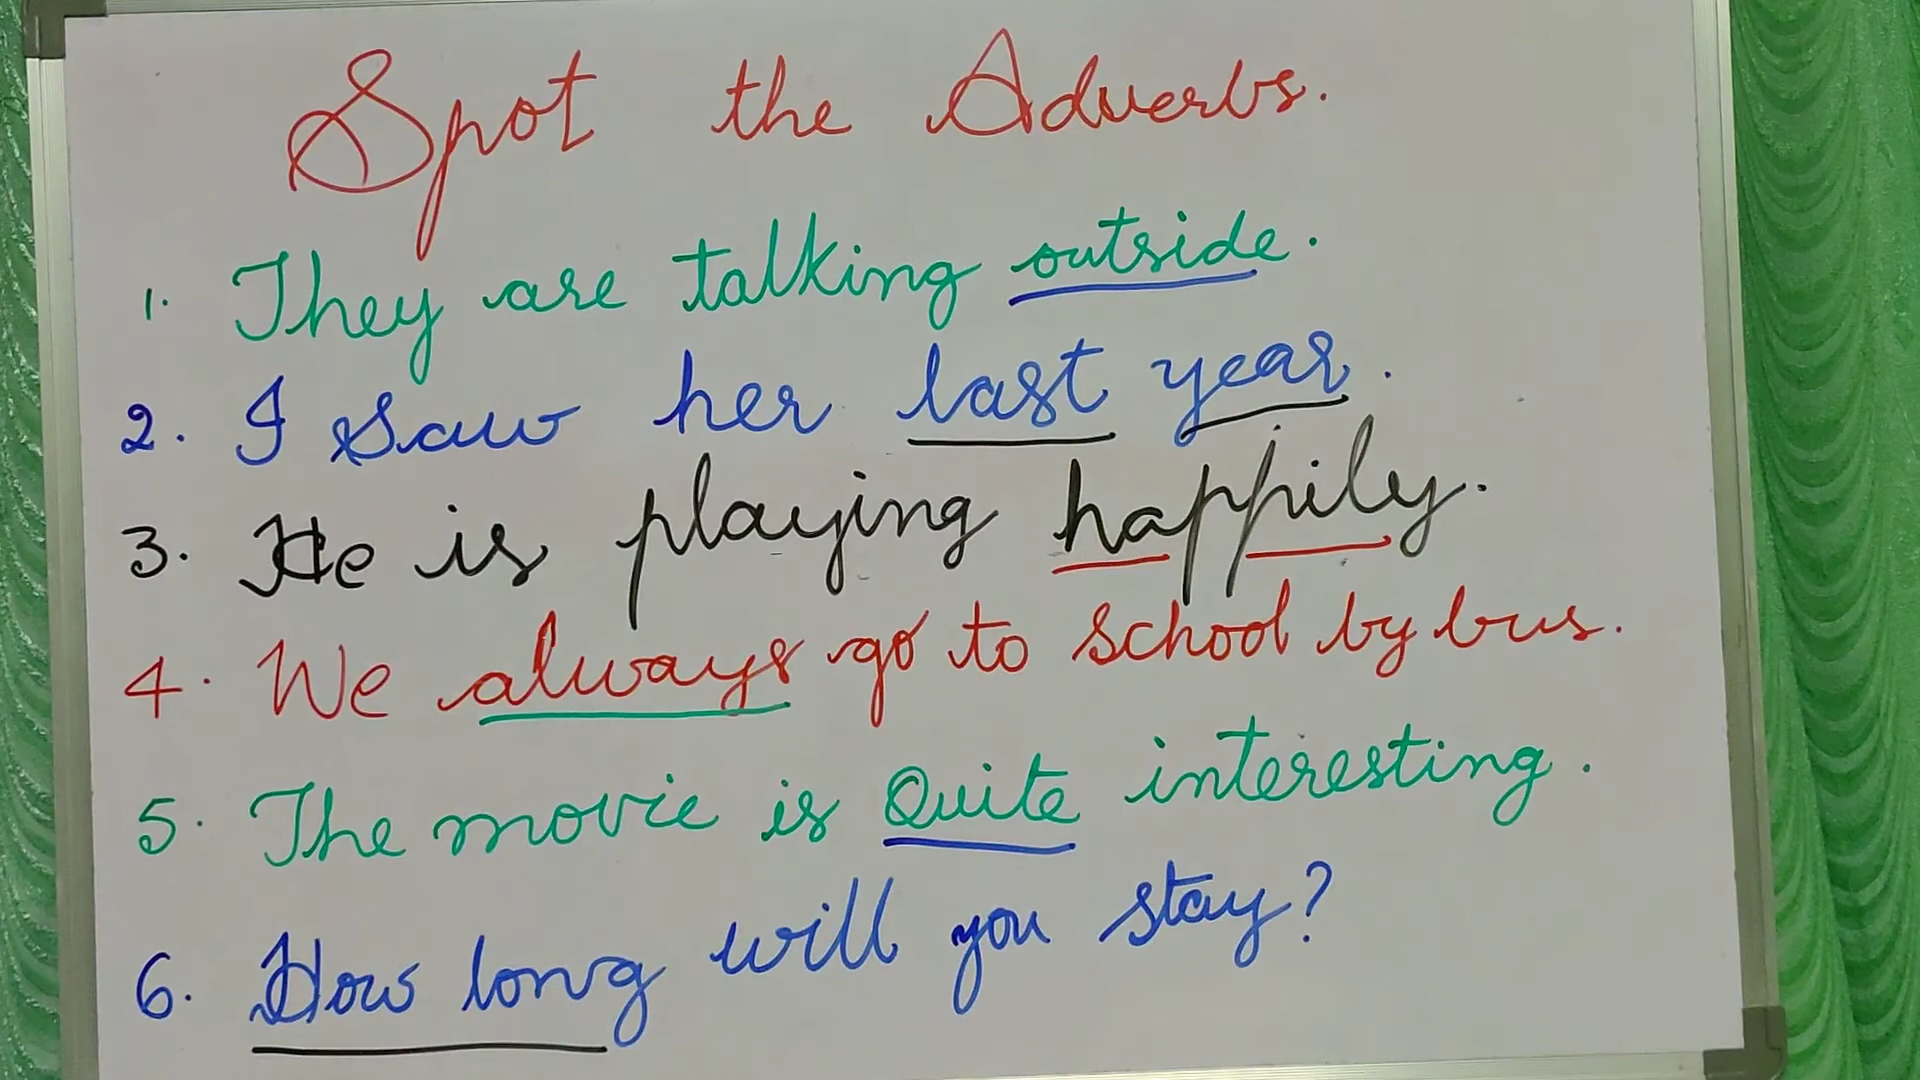 Spot the Adverbs.
1. They are talking outside.
2. I Saw her last year.
3. He is playing happily.
4. We always go to school by bus.
5. The movie is Quite interesting.
6. How long will you stay?